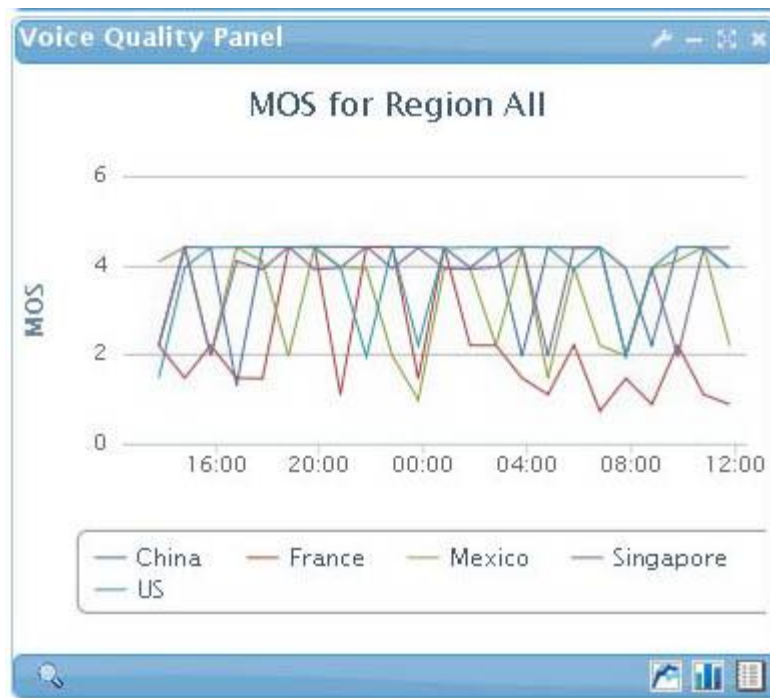 Voice Quality Panel
MOS for Region All
MOS
6
4
2
0
16:00 20:00 00:00 04:00 08:00 12:00
China France Mexico Singapore
US